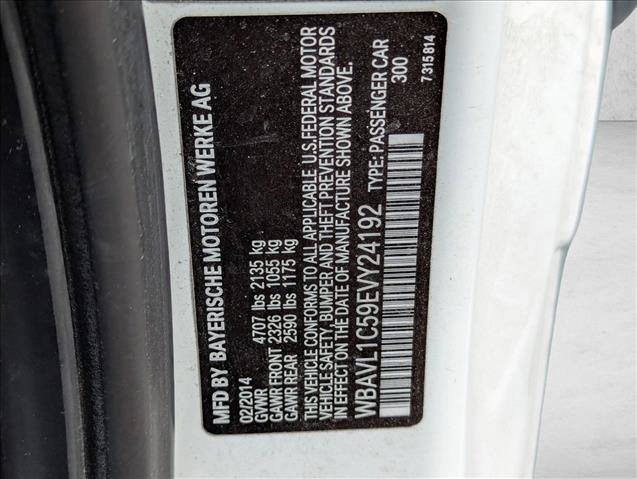 MFD BY BAYERISCHE MOTOREN WERKE AG
02/2014
GVWR 4707 lbs 2135 kg
GAWR FRONT 2326 lbs 1055 kg
GAWR REAR 2590 lbs 1175 kg
THIS VEHICLE CONFORMS TO ALL APPLICABLE U.S. FEDERAL MOTOR
VEHICLE SAFETY, BUMPER AND THEFT PREVENTION STANDARDS
IN EFFECT ON THE DATE OF MANUFACTURE SHOWN ABOVE.
WBAVL1C59EVY24192 TYPE: PASSENGER CAR
300
7315814